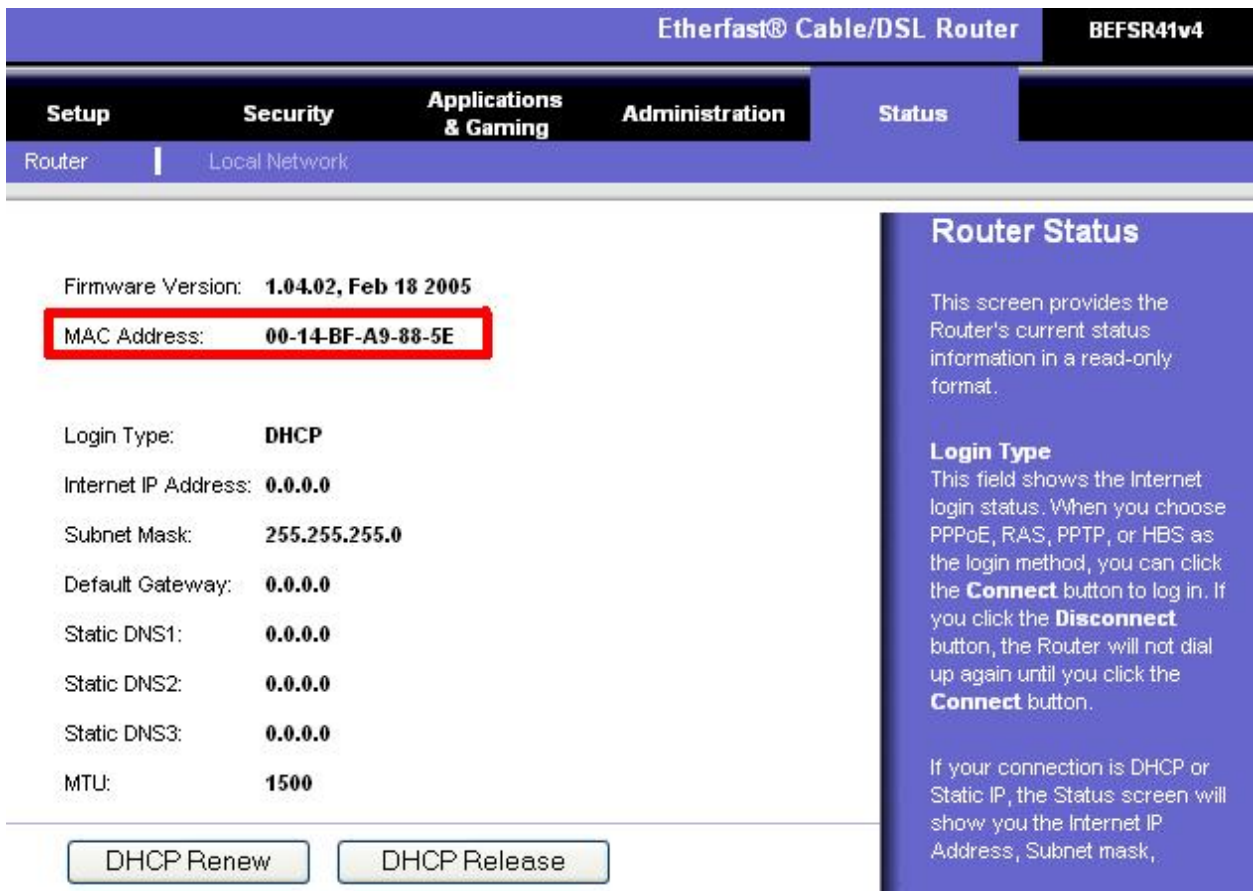 Etherfast® Cable/DSL Router BEFSR41v4
Setup Security Applications & Gaming Administration Status
Router Local Network
Firmware Version: 1.04.02, Feb 18 2005
MAC Address: 00-14-BF-A9-88-5E
Login Type: DHCP
Internet IP Address: 0.0.0.0
Subnet Mask: 255.255.255.0
Default Gateway: 0.0.0.0
Static DNS1: 0.0.0.0
Static DNS2: 0.0.0.0
Static DNS3: 0.0.0.0
MTU: 1500
DHCP Renew DHCP Release
Router Status
This screen provides the
Router's current status
information in a read-only
format.
Login Type
This field shows the Internet
login status. When you choose
PPPoE, RAS, PPTP, or HBS as
the login method, you can click
the Connect button to log in. If
you click the Disconnect
button, the Router will not dial
up again until you click the
Connect button.
If your connection is DHCP or
Static IP, the Status screen will
show you the Internet IP
Address, Subnet mask,